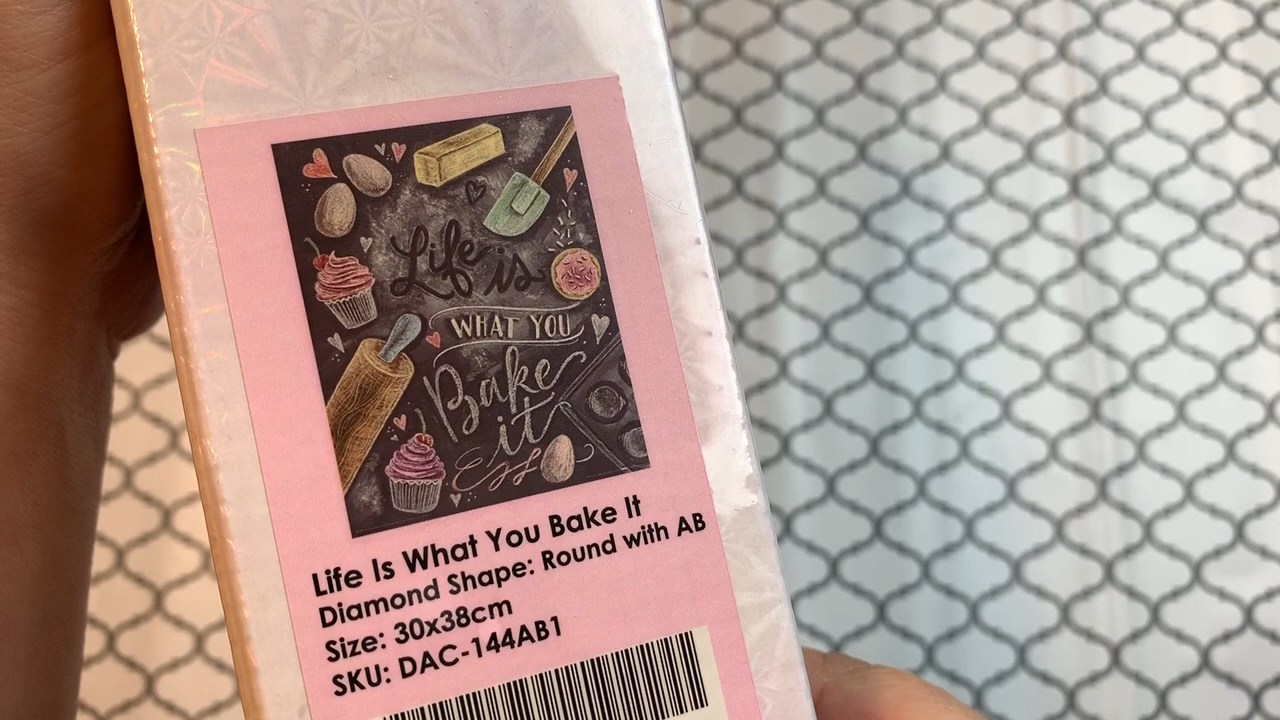 Life is
WHAT YOU
Bake
it
Life Is What You Bake It
Diamond Shape: Round with AB
Size: 30x38cm
SKU: DAC-144AB1